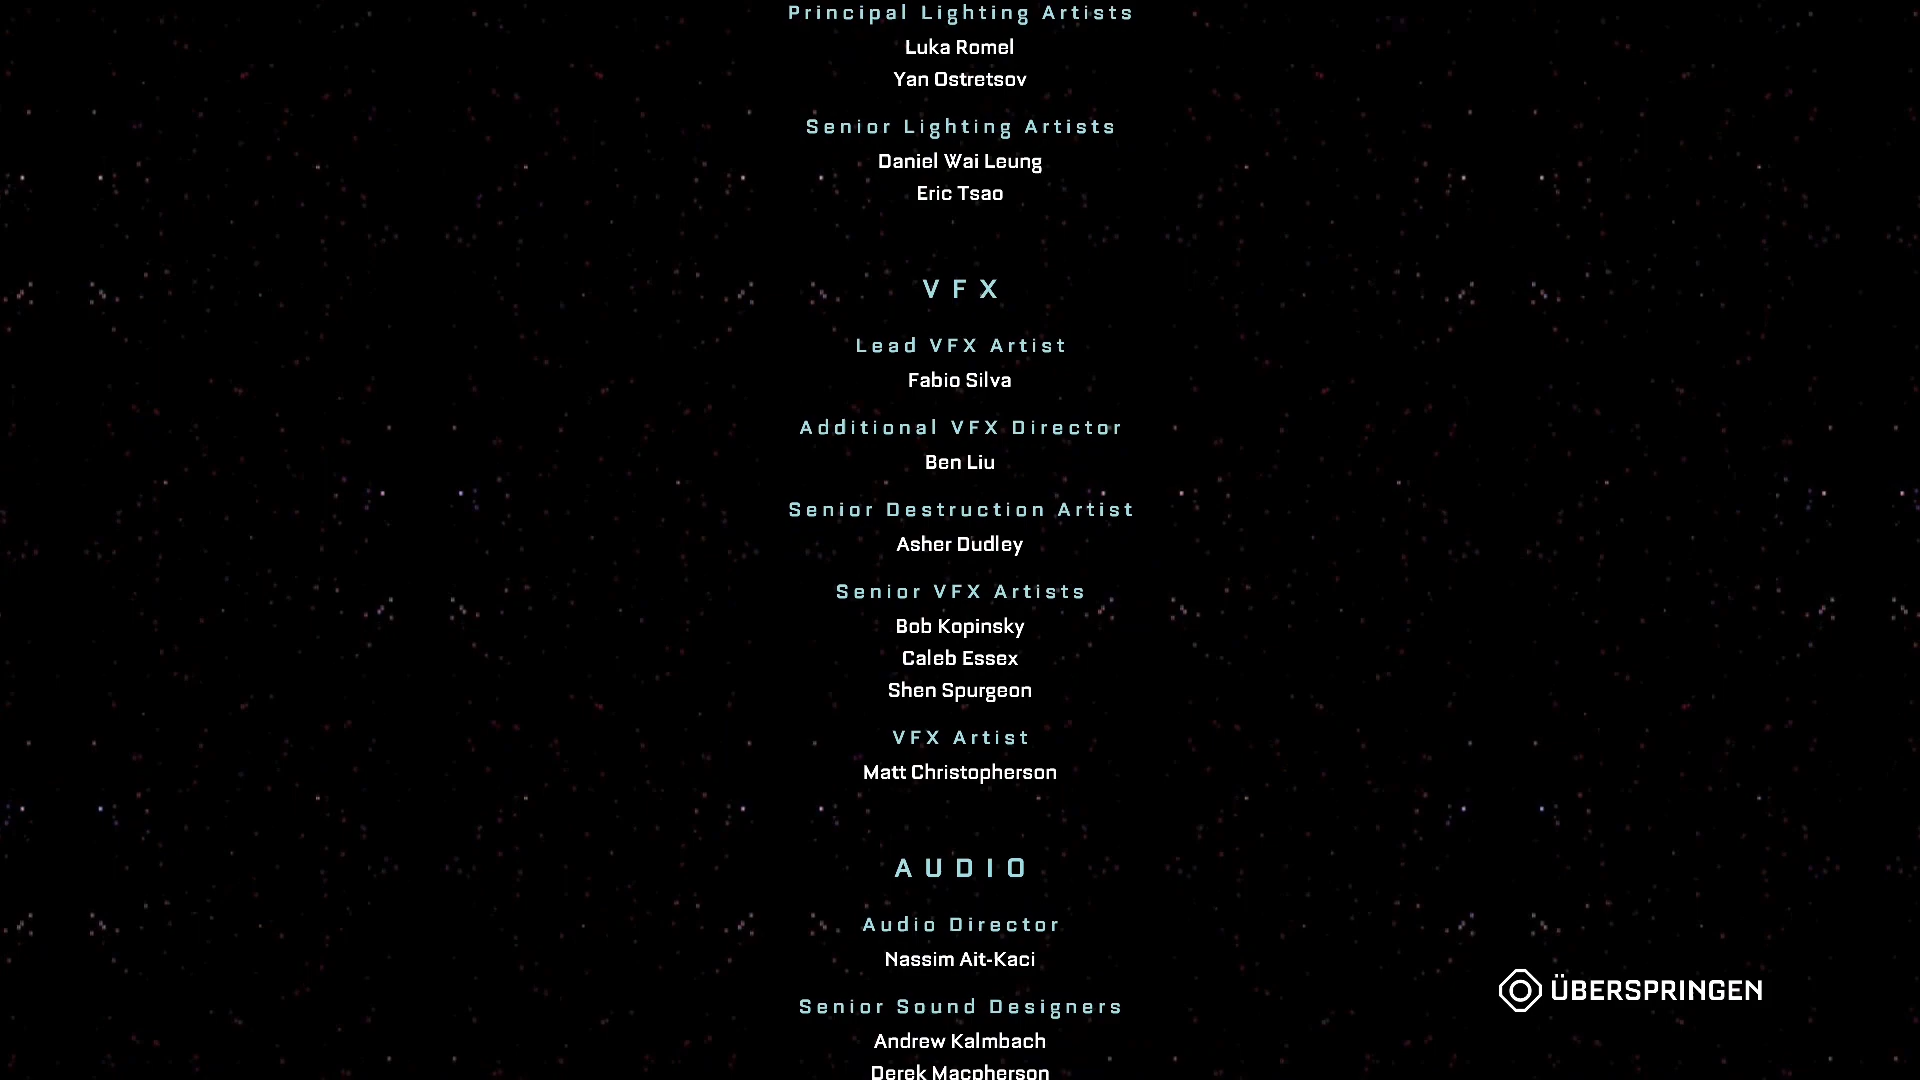 Principal Lighting Artists
Luka Romel
Yan Ostretsov
Senior Lighting Artists
Daniel Wai Leung
Eric Tsao
VFX
Lead VFX Artist
Fabio Silva
Additional VFX Director
Ben Liu
Senior Destruction Artist
Asher Dudley
Senior VFX Artists
Bob Kopinsky
Caleb Essex
Shen Spurgeon
VFX Artist
Matt Christopherson
AUDIO
Audio Director
Nassim Ait-Kaci
Senior Sound Designers
Andrew Kalmbach
Derek Macpherson
ÜBERSPRINGEN